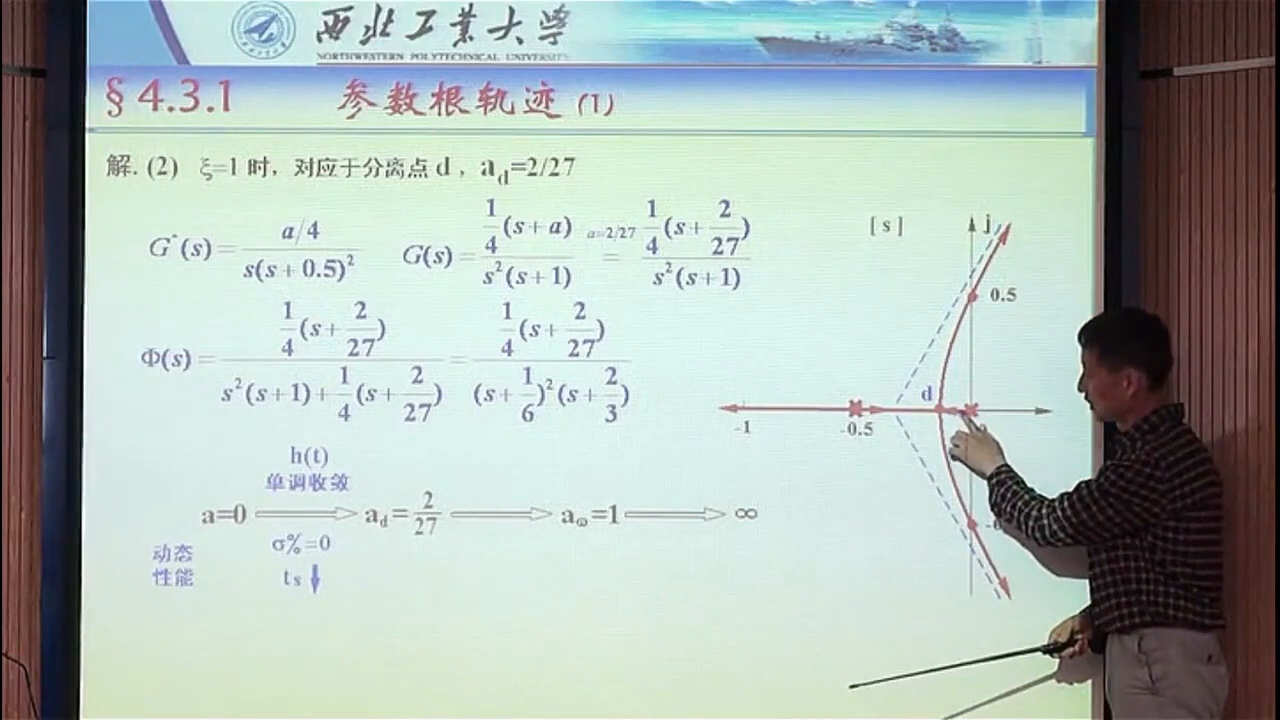 西北工业大学
NORTHWESTERN POLYTECHNICAL UNIVERSITY
§4.3.1 参数根轨迹 (1)
解. (2) ξ=1 时，对应于分离点 d， a_d=2/27
G*(s) = (a/4) / (s(s+0.5)²) G(s) = (1/4 (s+a)) / (s²(s+1)) =^{a=2/27} (1/4 (s+2/27)) / (s²(s+1))
Φ(s) = (1/4 (s+2/27)) / (s²(s+1)+1/4 (s+2/27)) = (1/4 (s+2/27)) / ((s+1/6)²(s+2/3))
h(t)
单调收敛
a=0 ⟹ a_d=2/27 ⟹ a_ω=1 ⟹ ∞
动态
性能
σ%=0
ts↓
[s] j
0.5
d
-1 -0.5